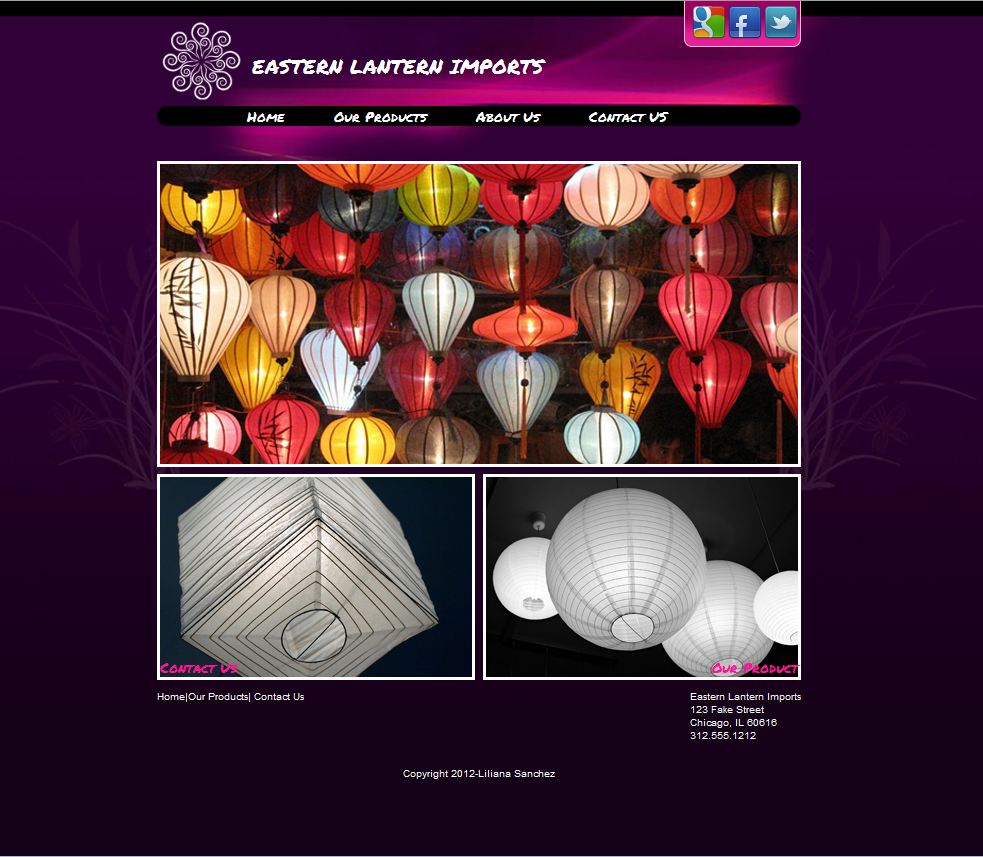 EASTERN LANTERN IMPORTS
Home Our Products About Us Contact US
Contact Us
Our Product
Home|Our Products| Contact Us
Eastern Lantern Imports
123 Fake Street
Chicago, IL 60616
312.555.1212
Copyright 2012-Liliana Sanchez